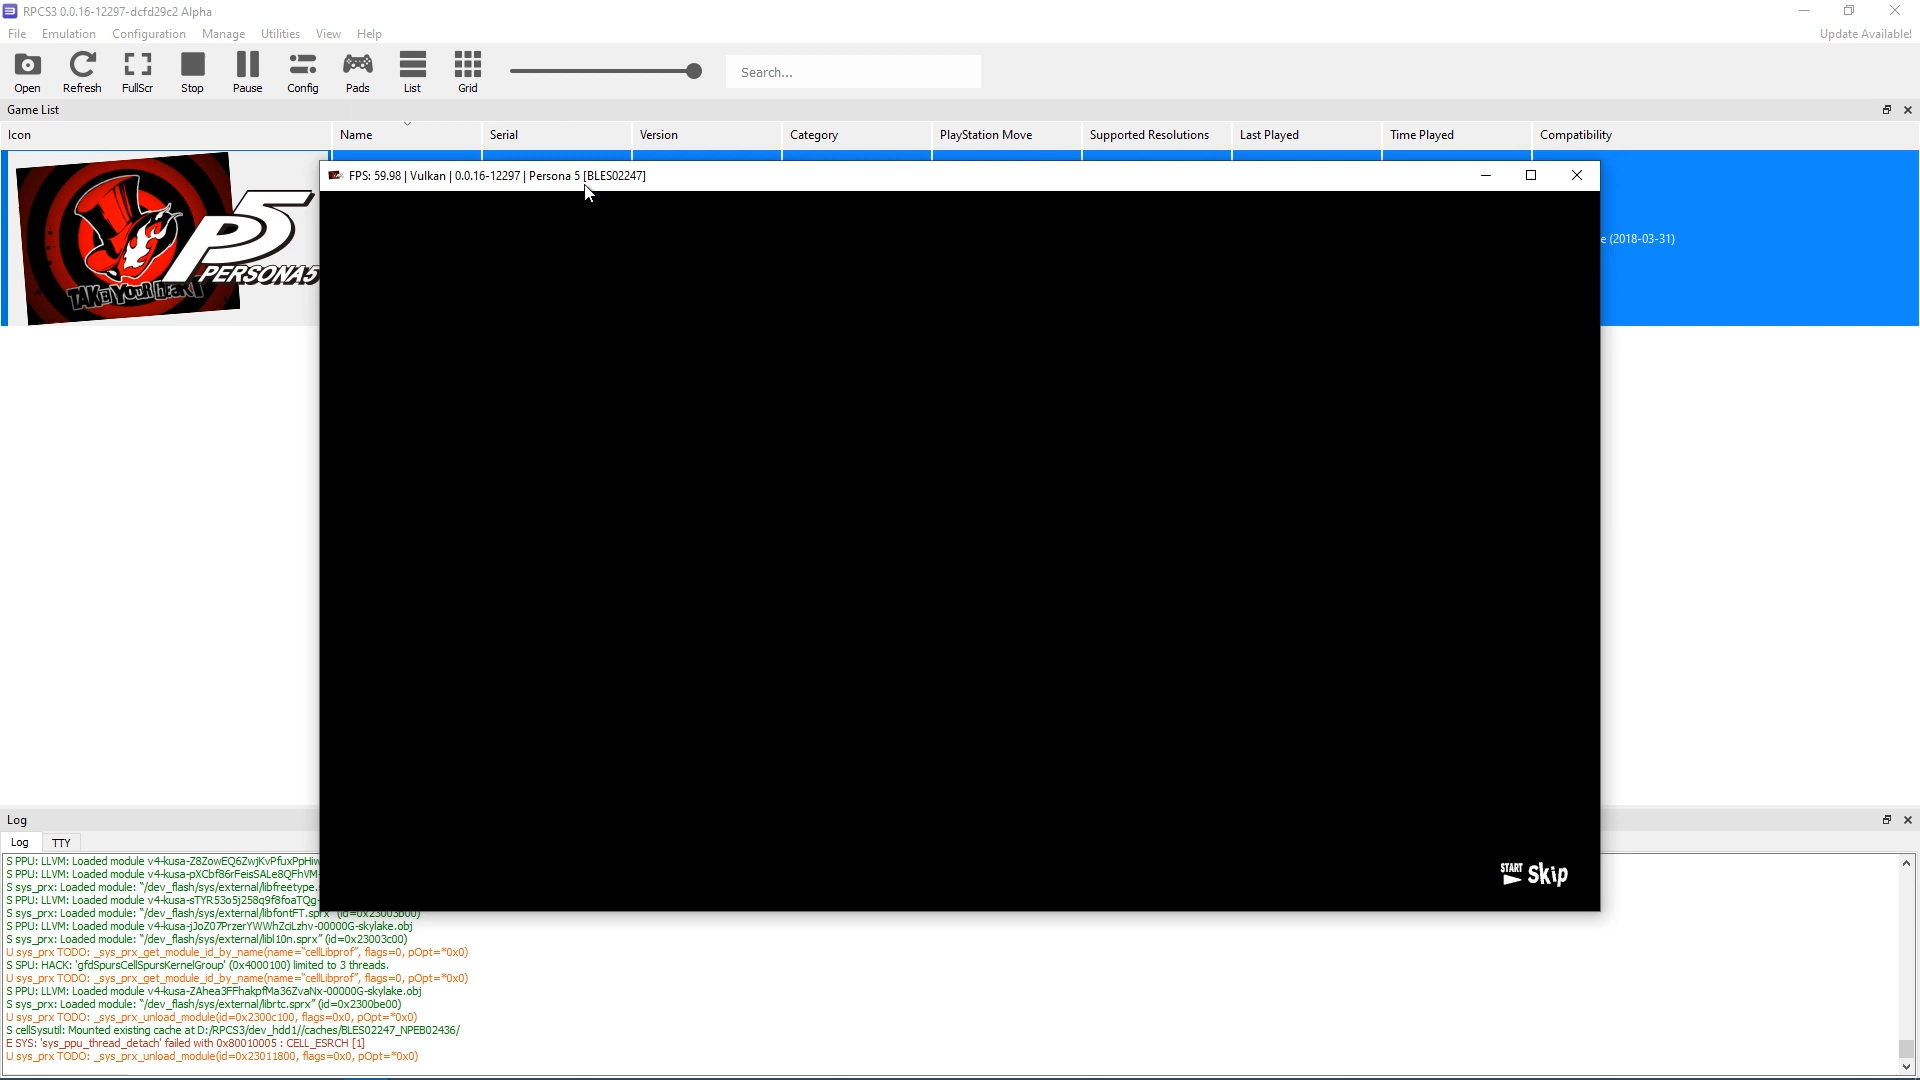 RPCS3 0.0.16-12297-dcfd29c2 Alpha
File Emulation Configuration Manage Utilities View Help Update Available!
Open Refresh FullScr Stop Pause Config Pads List Grid Search...
Game List
Icon Name Serial Version Category PlayStation Move Supported Resolutions Last Played Time Played Compatibility
FPS: 59.98 | Vulkan | 0.0.16-12297 | Persona 5 [BLES02247]
P5
PERSONA5
TAKE YOUR HEART
e (2018-03-31)
START Skip
Log
Log TTY
S PPU: LLVM: Loaded module
S PPU: LLVM: Loaded module
S sys_prx: Loaded module: "/dev_flash/sys/external/libfreetype.s
S PPU: LLVM: Loaded module
S sys_prx: Loaded module: "/dev_flash/sys/external/libfontFT.sprx" (id=0x23003b00)
S PPU: LLVM: Loaded module v4-kusa-jJoZ07PrzerYWWhZciLzhv-00000G-skylake.obj
S sys_prx: Loaded module: "/dev_flash/sys/external/libl10n.sprx" (id=0x23003c00)
U sys_prx TODO: _sys_prx_get_module_id_by_name(name="cellLibprof", flags=0, pOpt=*0x0)
S SPU: HACK: 'gfdSpursCellSpursKernelGroup' (0x4000100) limited to 3 threads.
U sys_prx TODO: _sys_prx_get_module_id_by_name(name="cellLibprof", flags=0, pOpt=*0x0)
S PPU: LLVM: Loaded module v4-kusa-ZAhea3FFhakpfMa36ZvaNx-00000G-skylake.obj
S sys_prx: Loaded module: "/dev_flash/sys/external/librtc.sprx" (id=0x2300be00)
U sys_prx TODO: _sys_prx_unload_module(id=0x2300c100, flags=0x0, pOpt=*0x0)
S cellSysutil: Mounted existing cache at D:/RPCS3/dev_hdd1//caches/BLES02247_NPEB02436/
E SYS: 'sys_ppu_thread_detach' failed with 0x80010005 : CELL_ESRCH [1]
U sys_prx TODO: _sys_prx_unload_module(id=0x23011800, flags=0x0, pOpt=*0x0)